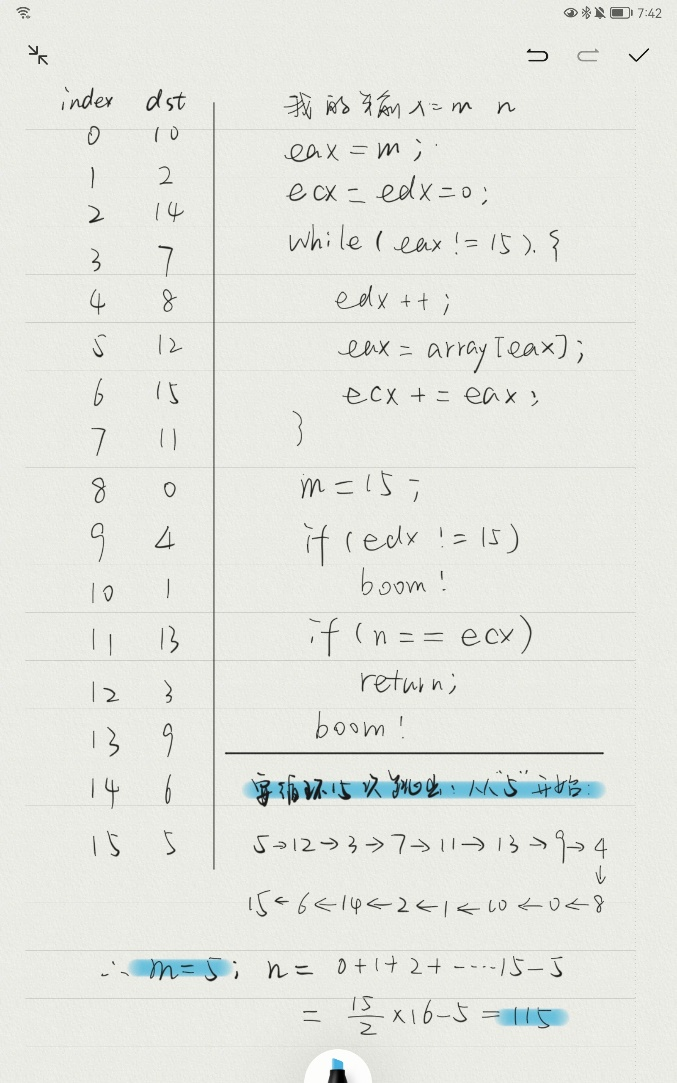 7:42
index dst
0 10
1 2
2 14
3 7
4 8
5 12
6 15
7 11
8 0
9 4
10 1
11 13
12 3
13 9
14 6
15 5
我的输入=m n
eax=m;
ecx=edx=0;
while(eax!=15).{
edx++;
eax=array[eax];
ecx+=eax;
}
m=15;
if(edx!=15)
boom!
if(n==ecx)
return;
boom!
要循环15次跳出:从"5"开始:
5→12→3→7→11→13→9→4
↓
15←6←14←2←1←10←0←8
∴ m=5; n= 0+1+2+-----15-5
= 15/2 ×16-5=115